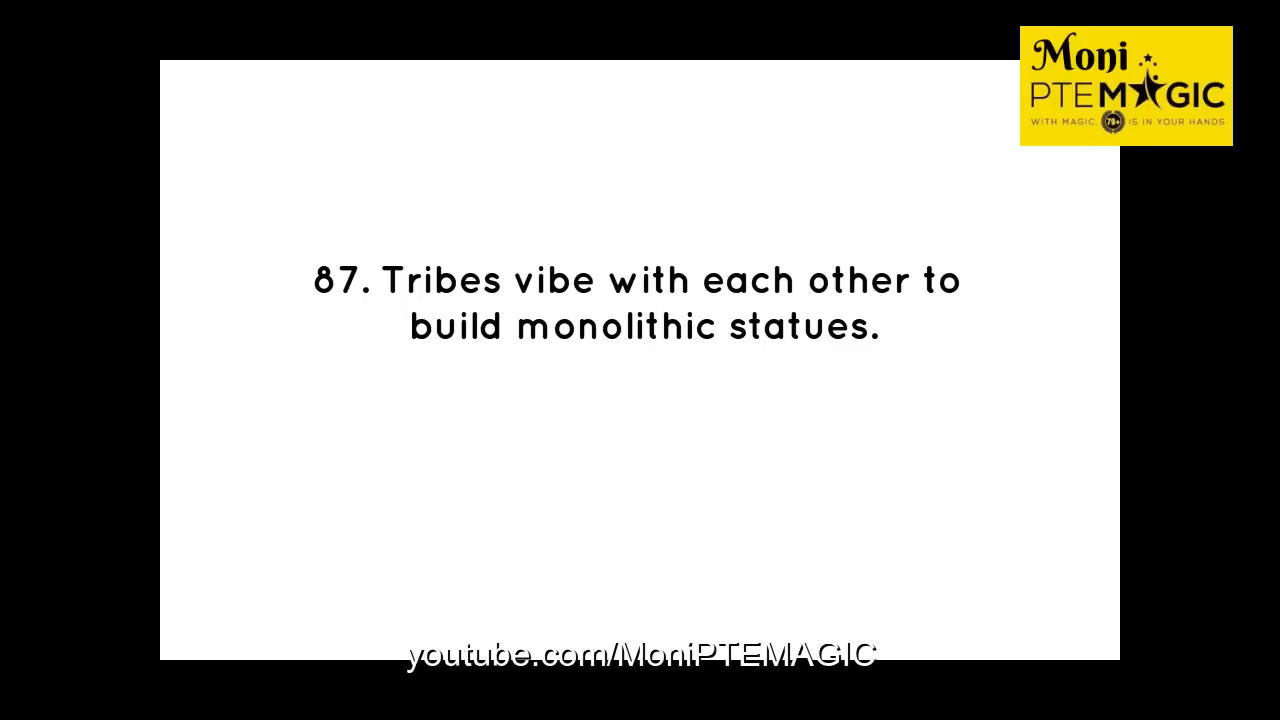 Moni
PTEMAGIC
WITH MAGIC, 79+ IS IN YOUR HANDS
87. Tribes vibe with each other to
build monolithic statues.
youtube.com/MoniPTEMAGIC